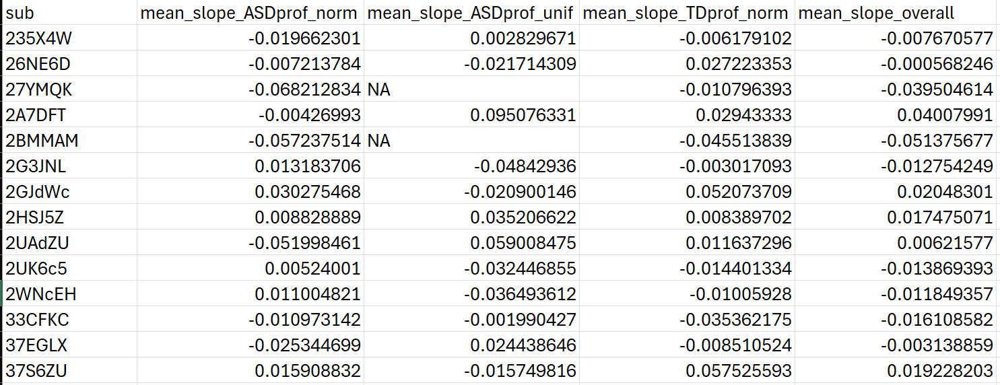 sub mean_slope_ASDprof_norm mean_slope_ASDprof_unif mean_slope_TDprof_norm mean_slope_overall
235X4W -0.019662301 0.002829671 -0.006179102 -0.007670577
26NE6D -0.007213784 -0.021714309 0.027223353 -0.000568246
27YMQK -0.068212834 NA -0.010796393 -0.039504614
2A7DFT -0.00426993 0.095076331 0.02943333 0.04007991
2BMMAM -0.057237514 NA -0.045513839 -0.051375677
2G3JNL 0.013183706 -0.04842936 -0.003017093 -0.012754249
2GJdWc 0.030275468 -0.020900146 0.052073709 0.02048301
2HSJ5Z 0.008828889 0.035206622 0.008389702 0.017475071
2UAdZU -0.051998461 0.059008475 0.011637296 0.00621577
2UK6c5 0.00524001 -0.032446855 -0.014401334 -0.013869393
2WNcEH 0.011004821 -0.036493612 -0.01005928 -0.011849357
33CFKC -0.010973142 -0.001990427 -0.035362175 -0.016108582
37EGLX -0.025344699 0.024438646 -0.008510524 -0.003138859
37S6ZU 0.015908832 -0.015749816 0.057525593 0.019228203